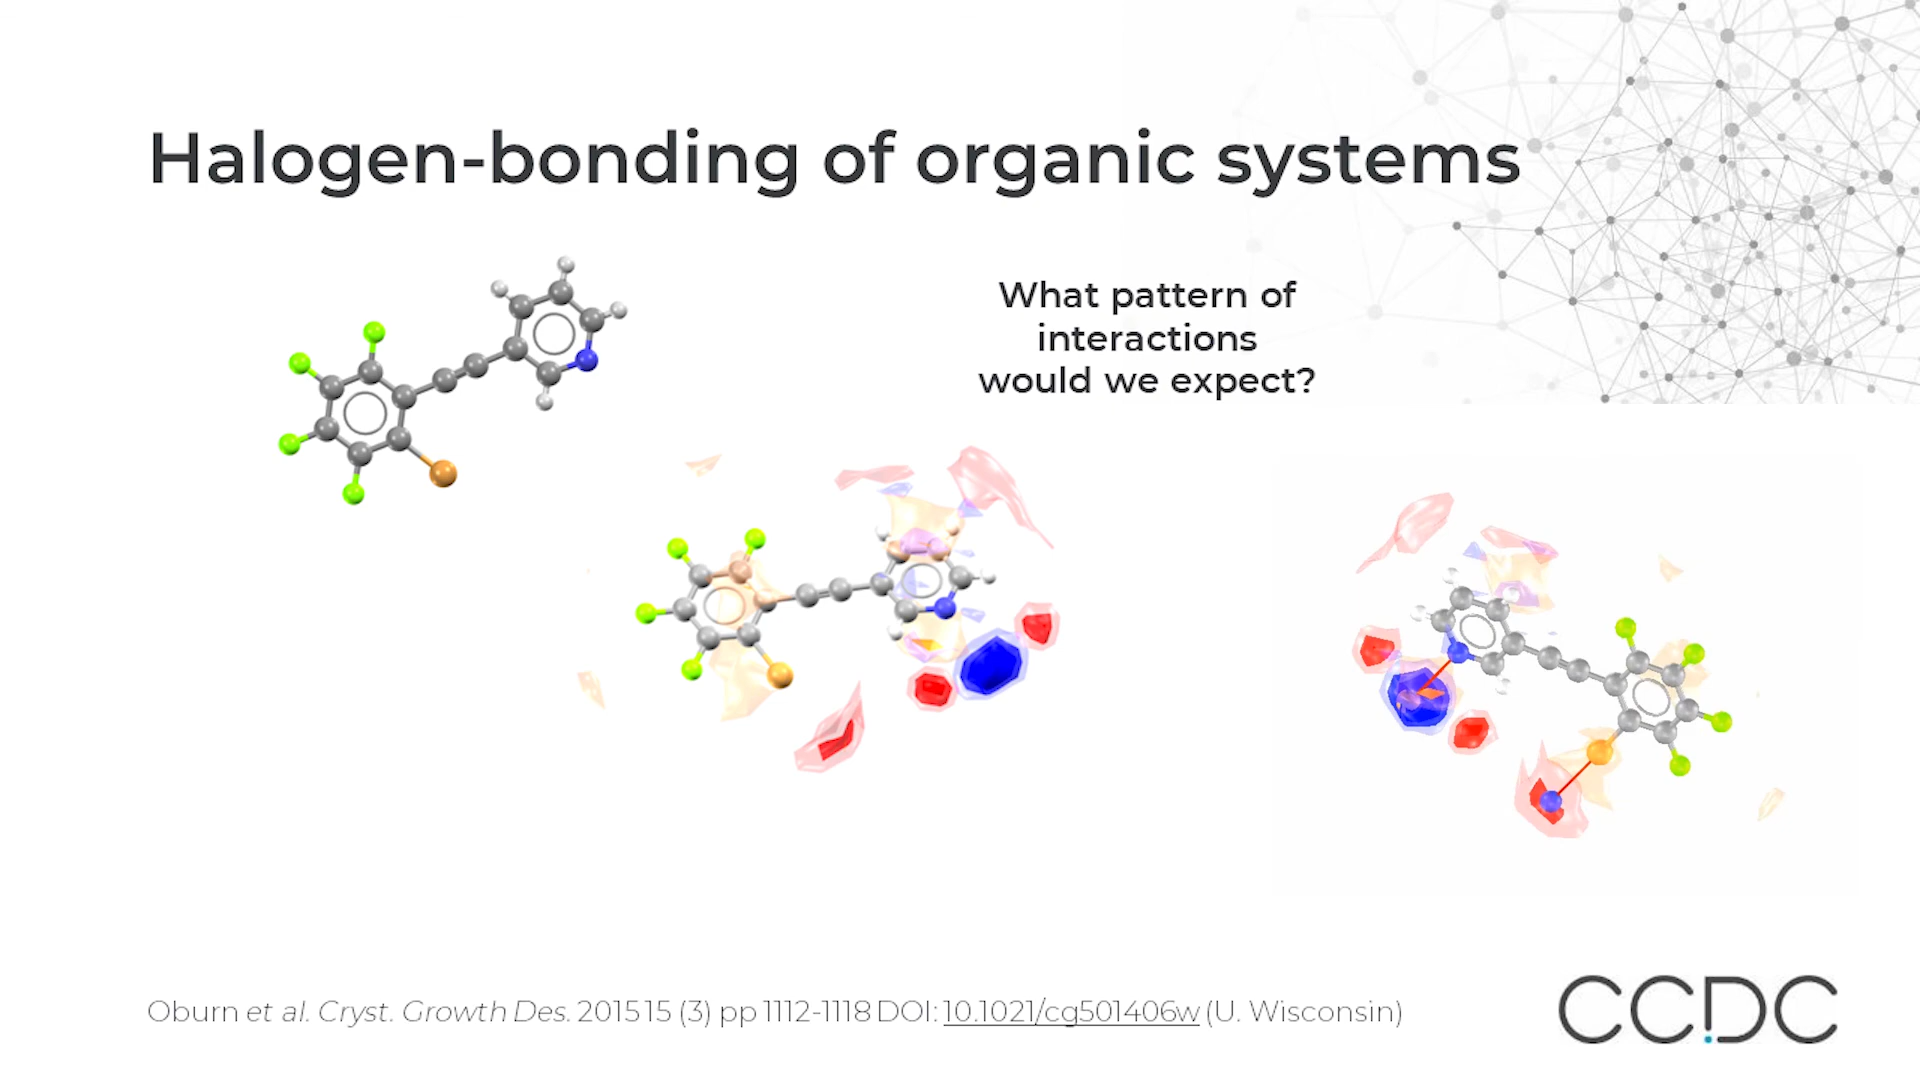 Halogen-bonding of organic systems
What pattern of
interactions
would we expect?
Oburn et al. Cryst. Growth Des. 2015 15 (3) pp 1112-1118 DOI: 10.1021/cg501406w (U. Wisconsin)
CCDC